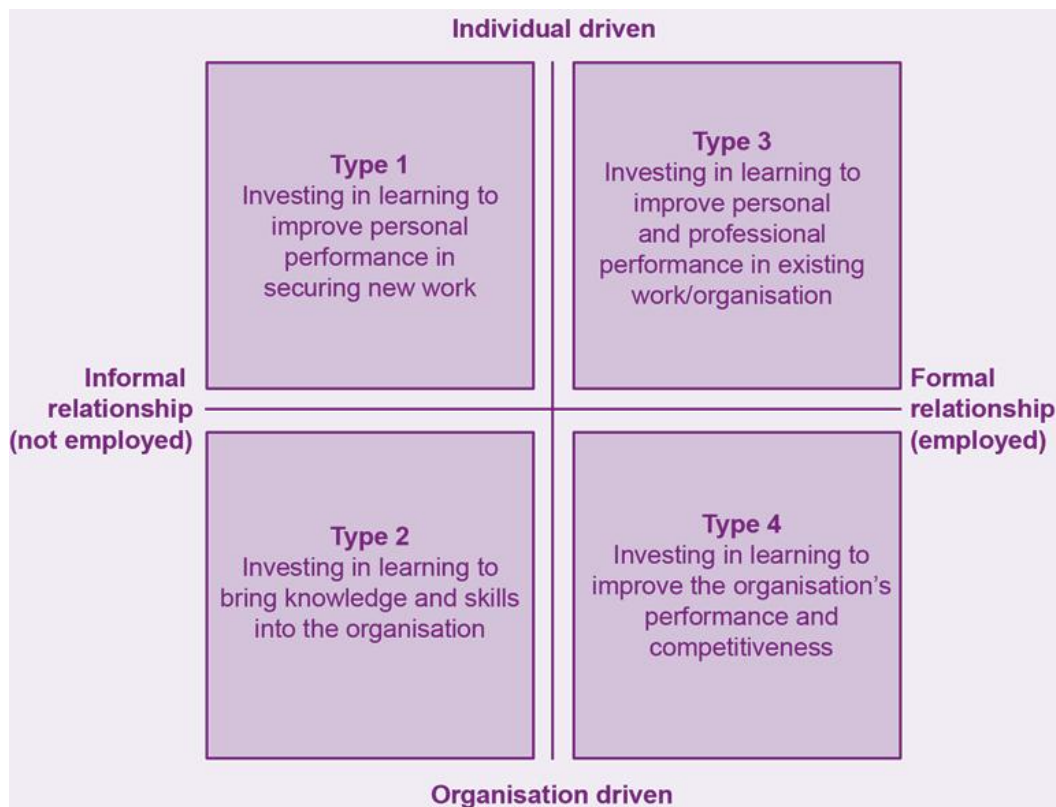 Individual driven
Type 1
Investing in learning to
improve personal
performance in
securing new work
Type 3
Investing in learning to
improve personal
and professional
performance in existing
work/organisation
Informal
relationship
(not employed)
Formal
relationship
(employed)
Type 2
Investing in learning to
bring knowledge and skills
into the organisation
Type 4
Investing in learning to
improve the organisation’s
performance and
competitiveness
Organisation driven